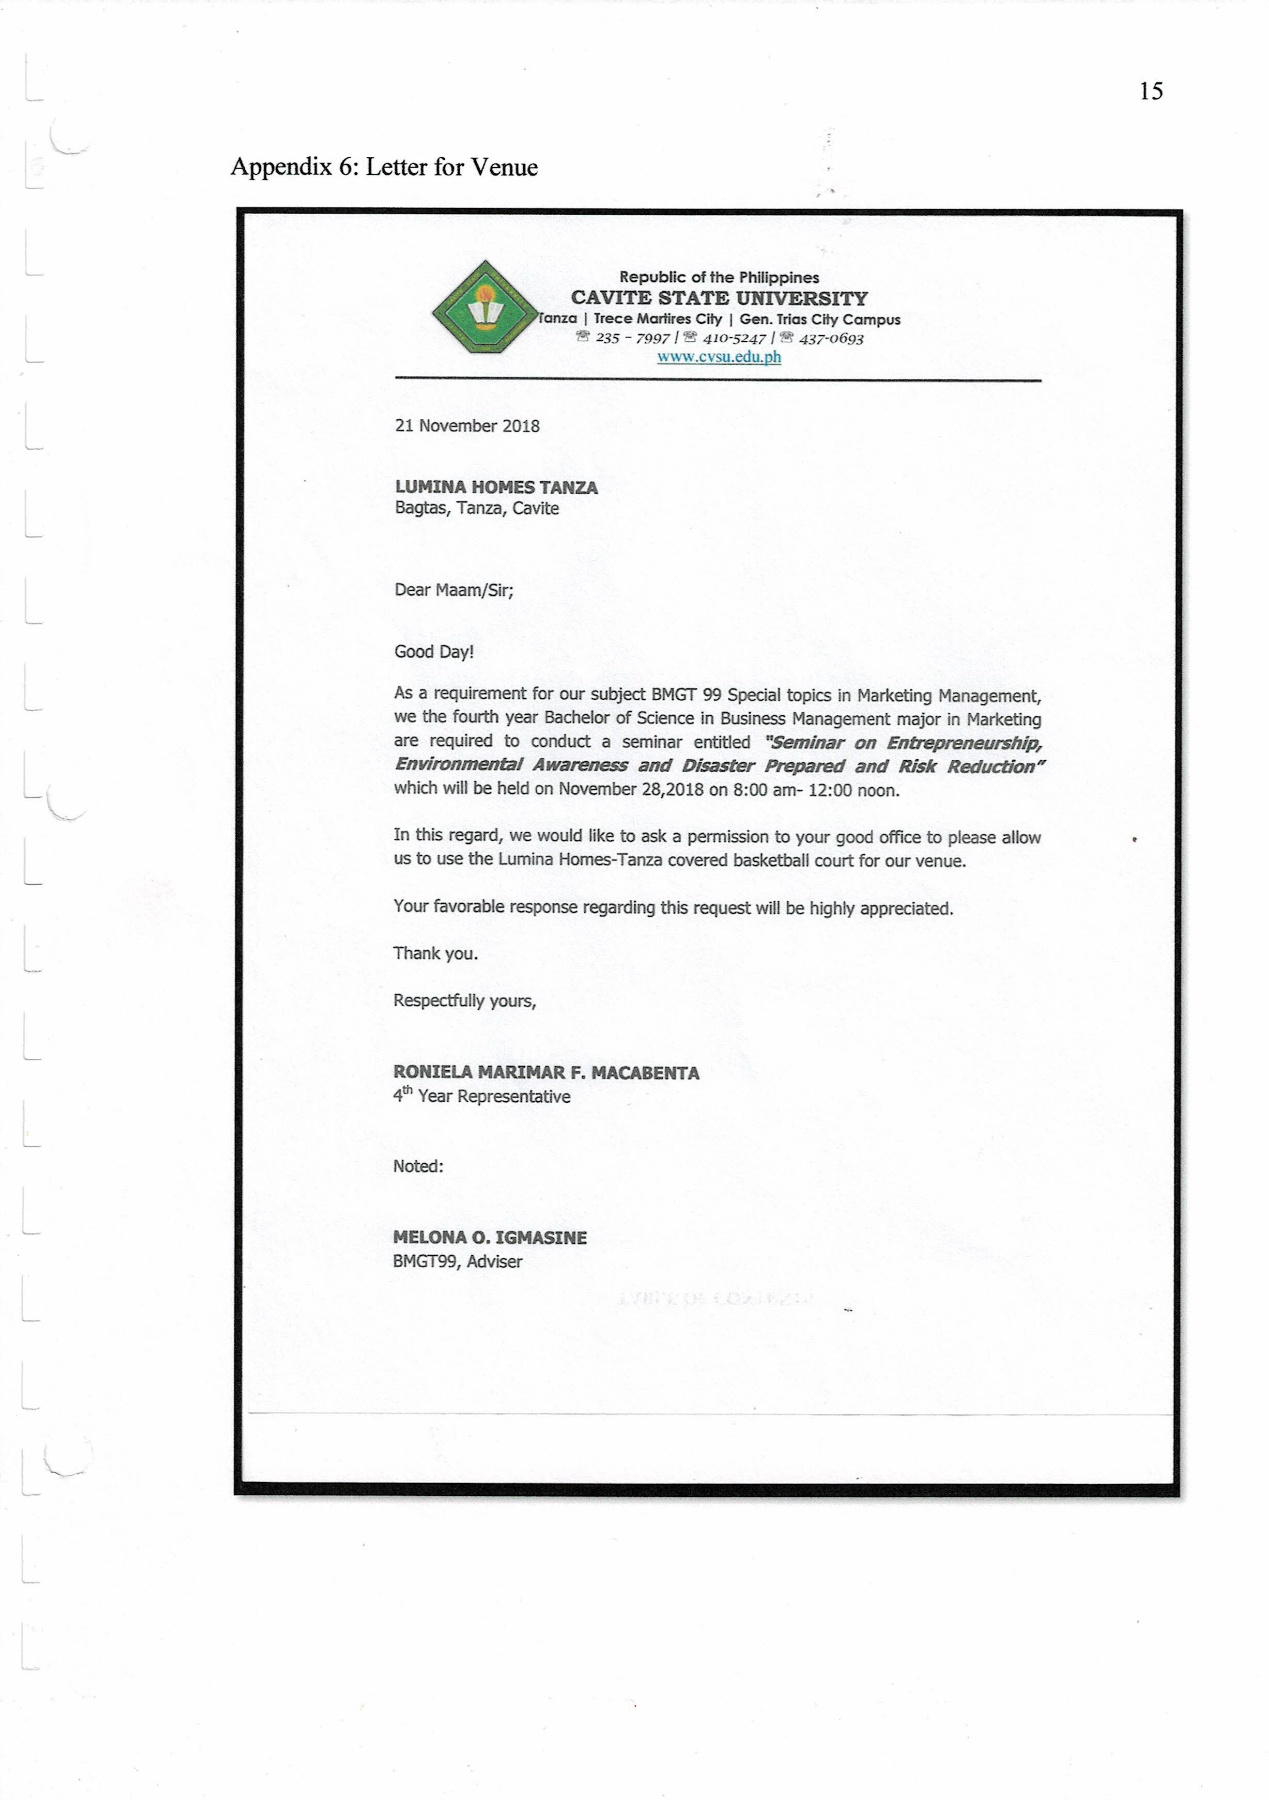 15
Appendix 6: Letter for Venue
Republic of the Philippines
CAVITE STATE UNIVERSITY
Tanza | Trece Martires City | Gen. Trias City Campus
☏ 235 – 7997 / ☏ 410-5247 / ☏ 437-0693
www.cvsu.edu.ph
21 November 2018
LUMINA HOMES TANZA
Bagtas, Tanza, Cavite
Dear Maam/Sir;
Good Day!
As a requirement for our subject BMGT 99 Special topics in Marketing Management,
we the fourth year Bachelor of Science in Business Management major in Marketing
are required to conduct a seminar entitled "Seminar on Entrepreneurship,
Environmental Awareness and Disaster Prepared and Risk Reduction"
which will be held on November 28,2018 on 8:00 am- 12:00 noon.
In this regard, we would like to ask a permission to your good office to please allow
us to use the Lumina Homes-Tanza covered basketball court for our venue.
Your favorable response regarding this request will be highly appreciated.
Thank you.
Respectfully yours,
RONIELA MARIMAR F. MACABENTA
4th Year Representative
Noted:
MELONA O. IGMASINE
BMGT99, Adviser